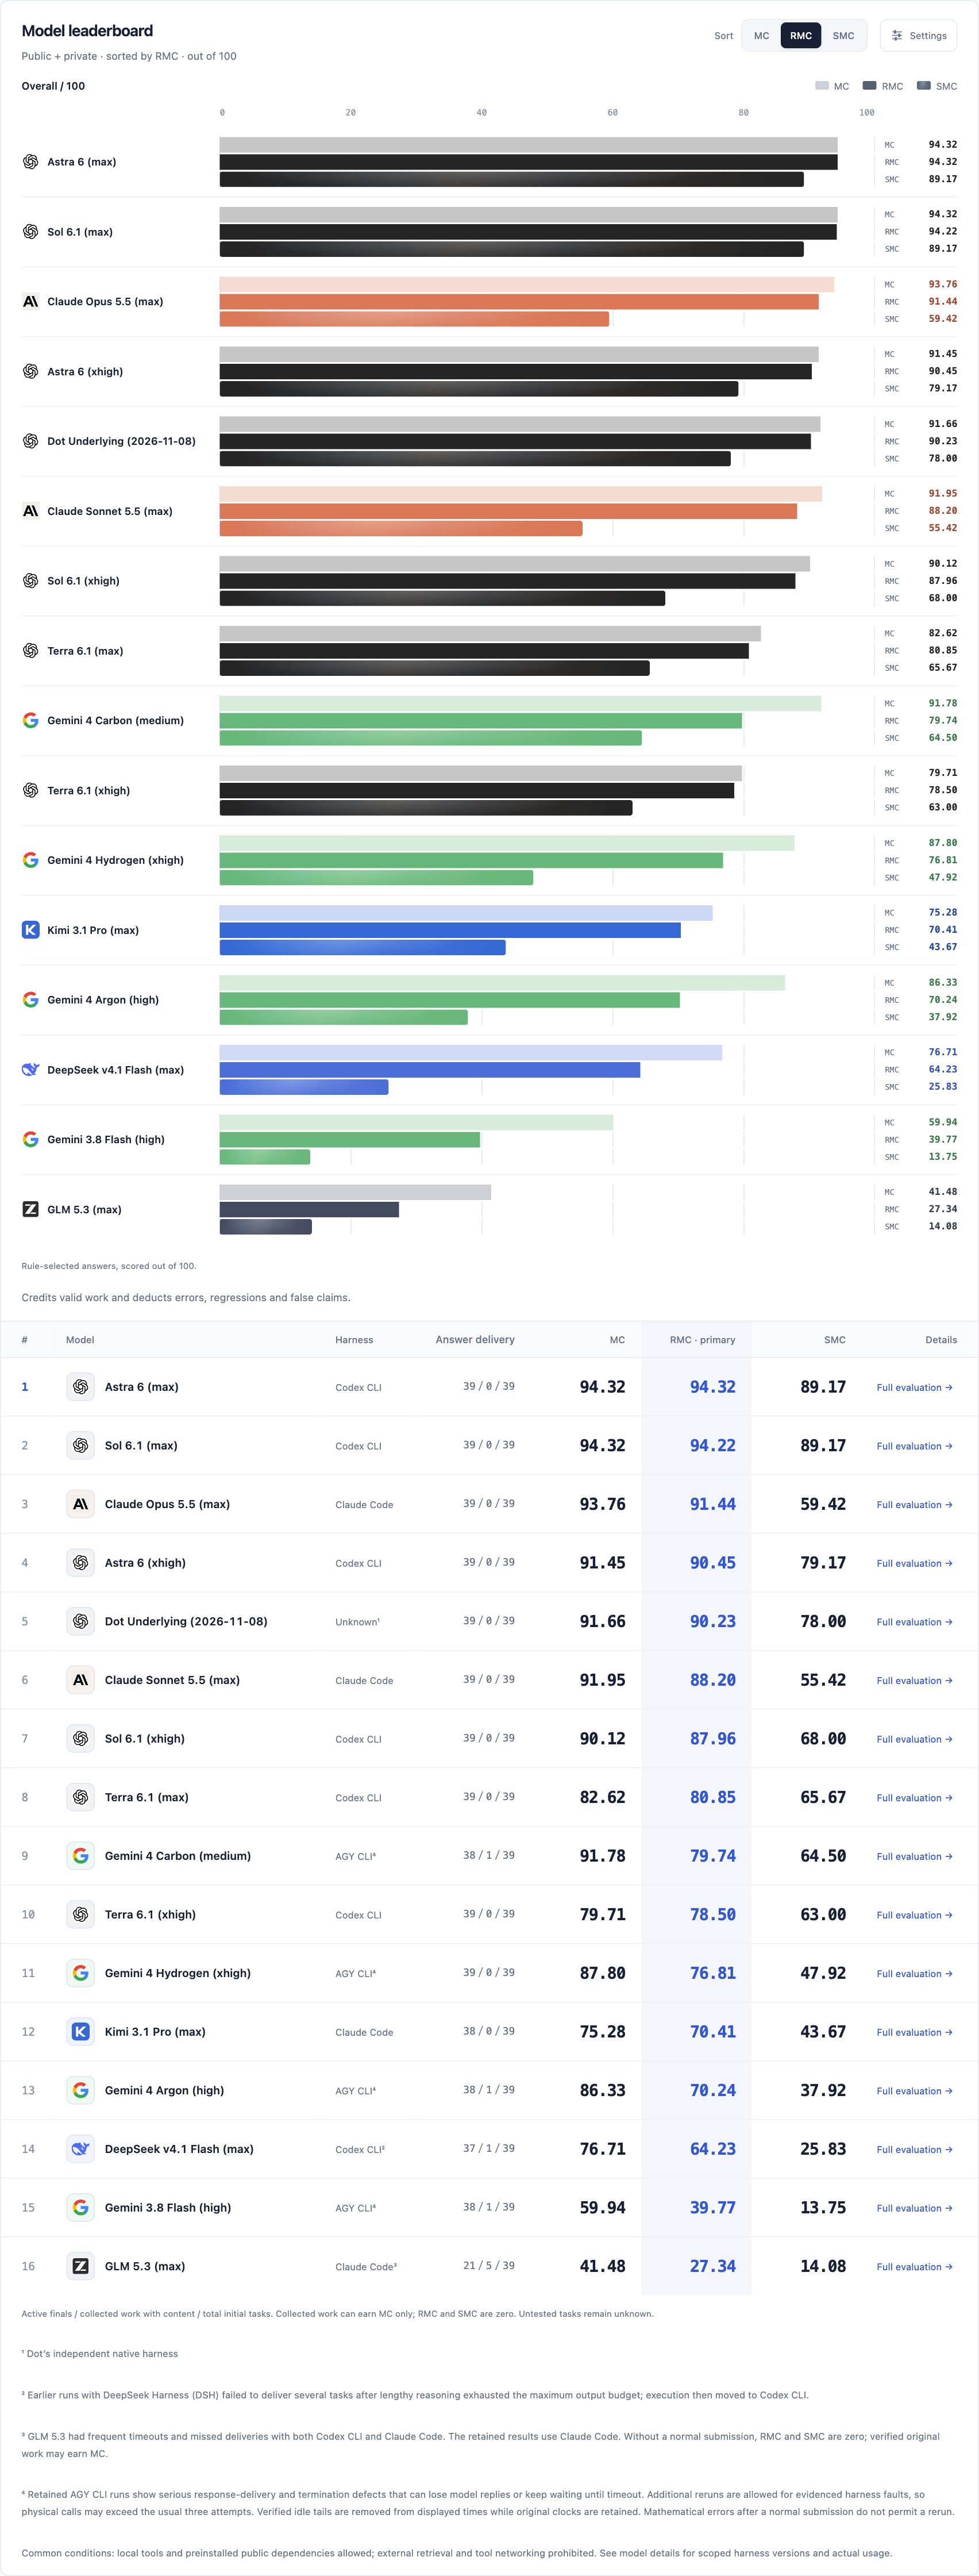 Model leaderboard
Public + private · sorted by RMC · out of 100
Sort MC RMC SMC Settings
Overall / 100
MC RMC SMC
0 20 40 60 80 100
Astra 6 (max)
MC 94.32
RMC 94.32
SMC 89.17
Sol 6.1 (max)
MC 94.32
RMC 94.22
SMC 89.17
Claude Opus 5.5 (max)
MC 93.76
RMC 91.44
SMC 59.42
Astra 6 (xhigh)
MC 91.45
RMC 90.45
SMC 79.17
Dot Underlying (2026-11-08)
MC 91.66
RMC 90.23
SMC 78.00
Claude Sonnet 5.5 (max)
MC 91.95
RMC 88.20
SMC 55.42
Sol 6.1 (xhigh)
MC 90.12
RMC 87.96
SMC 68.00
Terra 6.1 (max)
MC 82.62
RMC 80.85
SMC 65.67
Gemini 4 Carbon (medium)
MC 91.78
RMC 79.74
SMC 64.50
Terra 6.1 (xhigh)
MC 79.71
RMC 78.50
SMC 63.00
Gemini 4 Hydrogen (xhigh)
MC 87.80
RMC 76.81
SMC 47.92
Kimi 3.1 Pro (max)
MC 75.28
RMC 70.41
SMC 43.67
Gemini 4 Argon (high)
MC 86.33
RMC 70.24
SMC 37.92
DeepSeek v4.1 Flash (max)
MC 76.71
RMC 64.23
SMC 25.83
Gemini 3.8 Flash (high)
MC 59.94
RMC 39.77
SMC 13.75
GLM 5.3 (max)
MC 41.48
RMC 27.34
SMC 14.08
Rule-selected answers, scored out of 100.
Credits valid work and deducts errors, regressions and false claims.
# Model Harness Answer delivery MC RMC · primary SMC Details
1 Astra 6 (max) Codex CLI 39 / 0 / 39 94.32 94.32 89.17 Full evaluation →
2 Sol 6.1 (max) Codex CLI 39 / 0 / 39 94.32 94.22 89.17 Full evaluation →
3 Claude Opus 5.5 (max) Claude Code 39 / 0 / 39 93.76 91.44 59.42 Full evaluation →
4 Astra 6 (xhigh) Codex CLI 39 / 0 / 39 91.45 90.45 79.17 Full evaluation →
5 Dot Underlying (2026-11-08) Unknown¹ 39 / 0 / 39 91.66 90.23 78.00 Full evaluation →
6 Claude Sonnet 5.5 (max) Claude Code 39 / 0 / 39 91.95 88.20 55.42 Full evaluation →
7 Sol 6.1 (xhigh) Codex CLI 39 / 0 / 39 90.12 87.96 68.00 Full evaluation →
8 Terra 6.1 (max) Codex CLI 39 / 0 / 39 82.62 80.85 65.67 Full evaluation →
9 Gemini 4 Carbon (medium) AGY CLI⁴ 38 / 1 / 39 91.78 79.74 64.50 Full evaluation →
10 Terra 6.1 (xhigh) Codex CLI 39 / 0 / 39 79.71 78.50 63.00 Full evaluation →
11 Gemini 4 Hydrogen (xhigh) AGY CLI⁴ 39 / 0 / 39 87.80 76.81 47.92 Full evaluation →
12 Kimi 3.1 Pro (max) Claude Code 38 / 0 / 39 75.28 70.41 43.67 Full evaluation →
13 Gemini 4 Argon (high) AGY CLI⁴ 38 / 1 / 39 86.33 70.24 37.92 Full evaluation →
14 DeepSeek v4.1 Flash (max) Codex CLI² 37 / 1 / 39 76.71 64.23 25.83 Full evaluation →
15 Gemini 3.8 Flash (high) AGY CLI⁴ 38 / 1 / 39 59.94 39.77 13.75 Full evaluation →
16 GLM 5.3 (max) Claude Code³ 21 / 5 / 39 41.48 27.34 14.08 Full evaluation →
Active finals / collected work with content / total initial tasks. Collected work can earn MC only; RMC and SMC are zero. Untested tasks remain unknown.
¹ Dot's independent native harness
² Earlier runs with DeepSeek Harness (DSH) failed to deliver several tasks after lengthy reasoning exhausted the maximum output budget; execution then moved to Codex CLI.
³ GLM 5.3 had frequent timeouts and missed deliveries with both Codex CLI and Claude Code. The retained results use Claude Code. Without a normal submission, RMC and SMC are zero; verified original
work may earn MC.
⁴ Retained AGY CLI runs show serious response-delivery and termination defects that can lose model replies or keep waiting until timeout. Additional reruns are allowed for evidenced harness faults, so
physical calls may exceed the usual three attempts. Verified idle tails are removed from displayed times while original clocks are retained. Mathematical errors after a normal submission do not permit a rerun.
Common conditions: local tools and preinstalled public dependencies allowed; external retrieval and tool networking prohibited. See model details for scoped harness versions and actual usage.